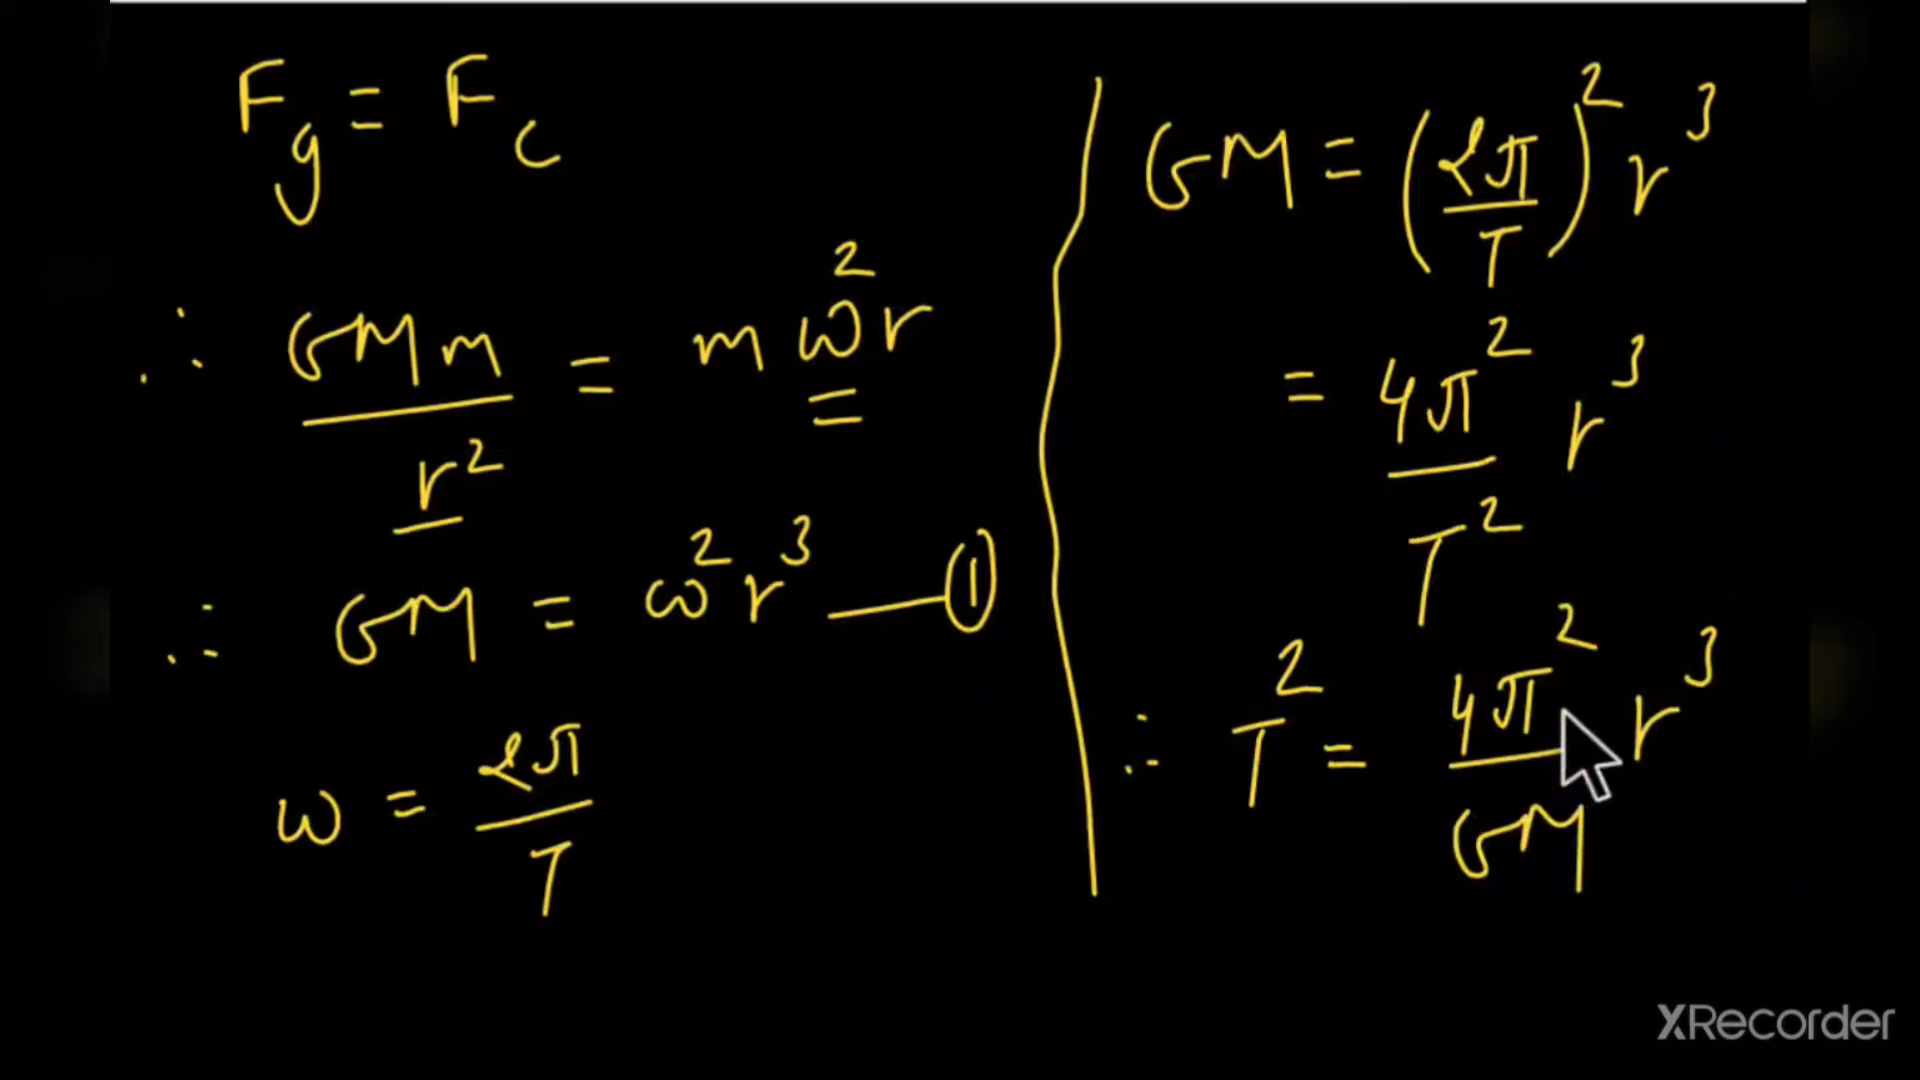 F_g = F_c
∴ GMm/r² = mω²r
∴ GM = ω²r³ — ①
ω = 2π/T
GM = (2π/T)² r³
= 4π²/T² r³
∴ T² = 4π²/GM r³
XRecorder